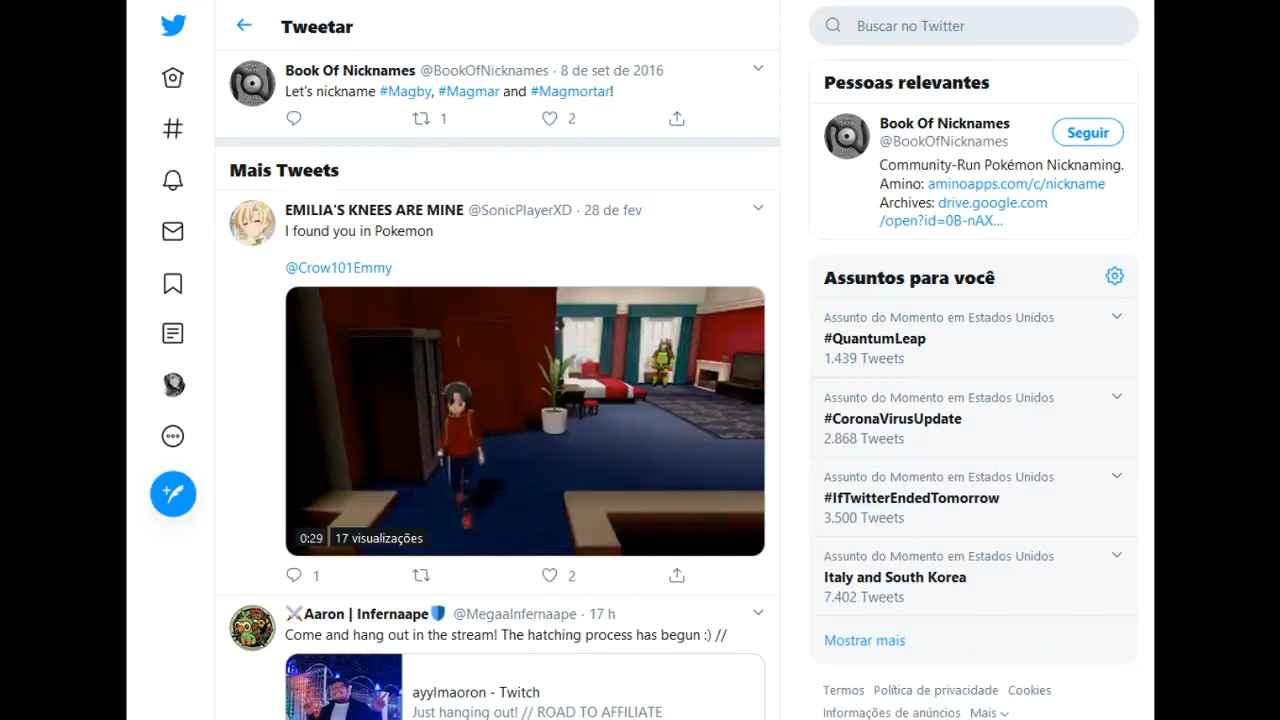 Tweetar
Book Of Nicknames @BookOfNicknames · 8 de set de 2016
Let's nickname #Magby, #Magmar and #Magmortar!
1
2
Mais Tweets
EMILIA'S KNEES ARE MINE @SonicPlayerXD · 28 de fev
I found you in Pokemon
@Crow101Emmy
0:29 17 visualizações
1
2
Aaron | Infernaape @MegaaInfernaape · 17 h
Come and hang out in the stream! The hatching process has begun :) //
ayylmaoron - Twitch
Just hanging out! // ROAD TO AFFILIATE
Buscar no Twitter
Pessoas relevantes
Book Of Nicknames
@BookOfNicknames
Seguir
Community-Run Pokémon Nicknaming.
Amino: aminoapps.com/c/nickname
Archives: drive.google.com
/open?id=0B-nAX...
Assuntos para você
Assunto do Momento em Estados Unidos
#QuantumLeap
1.439 Tweets
Assunto do Momento em Estados Unidos
#CoronaVirusUpdate
2.868 Tweets
Assunto do Momento em Estados Unidos
#IfTwitterEndedTomorrow
3.500 Tweets
Assunto do Momento em Estados Unidos
Italy and South Korea
7.402 Tweets
Mostrar mais
Termos Política de privacidade Cookies
Informações de anúncios Mais